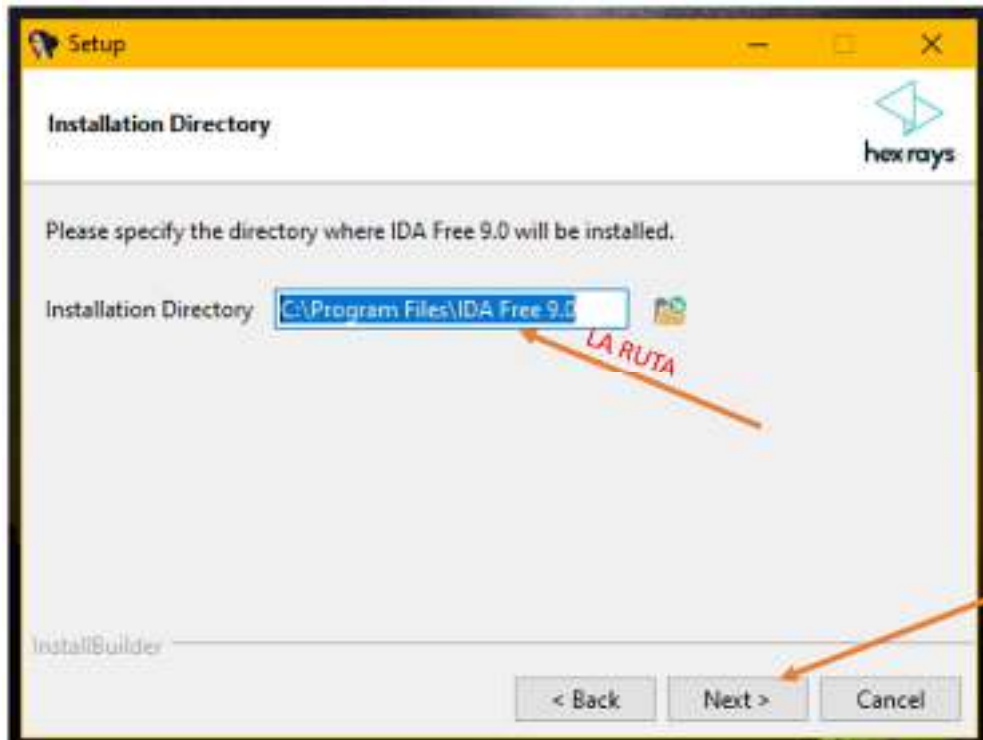 Setup
Installation Directory
hex rays
Please specify the directory where IDA Free 9.0 will be installed.
Installation Directory C:\Program Files\IDA Free 9.0
LA RUTA
InstallBuilder
< Back Next > Cancel